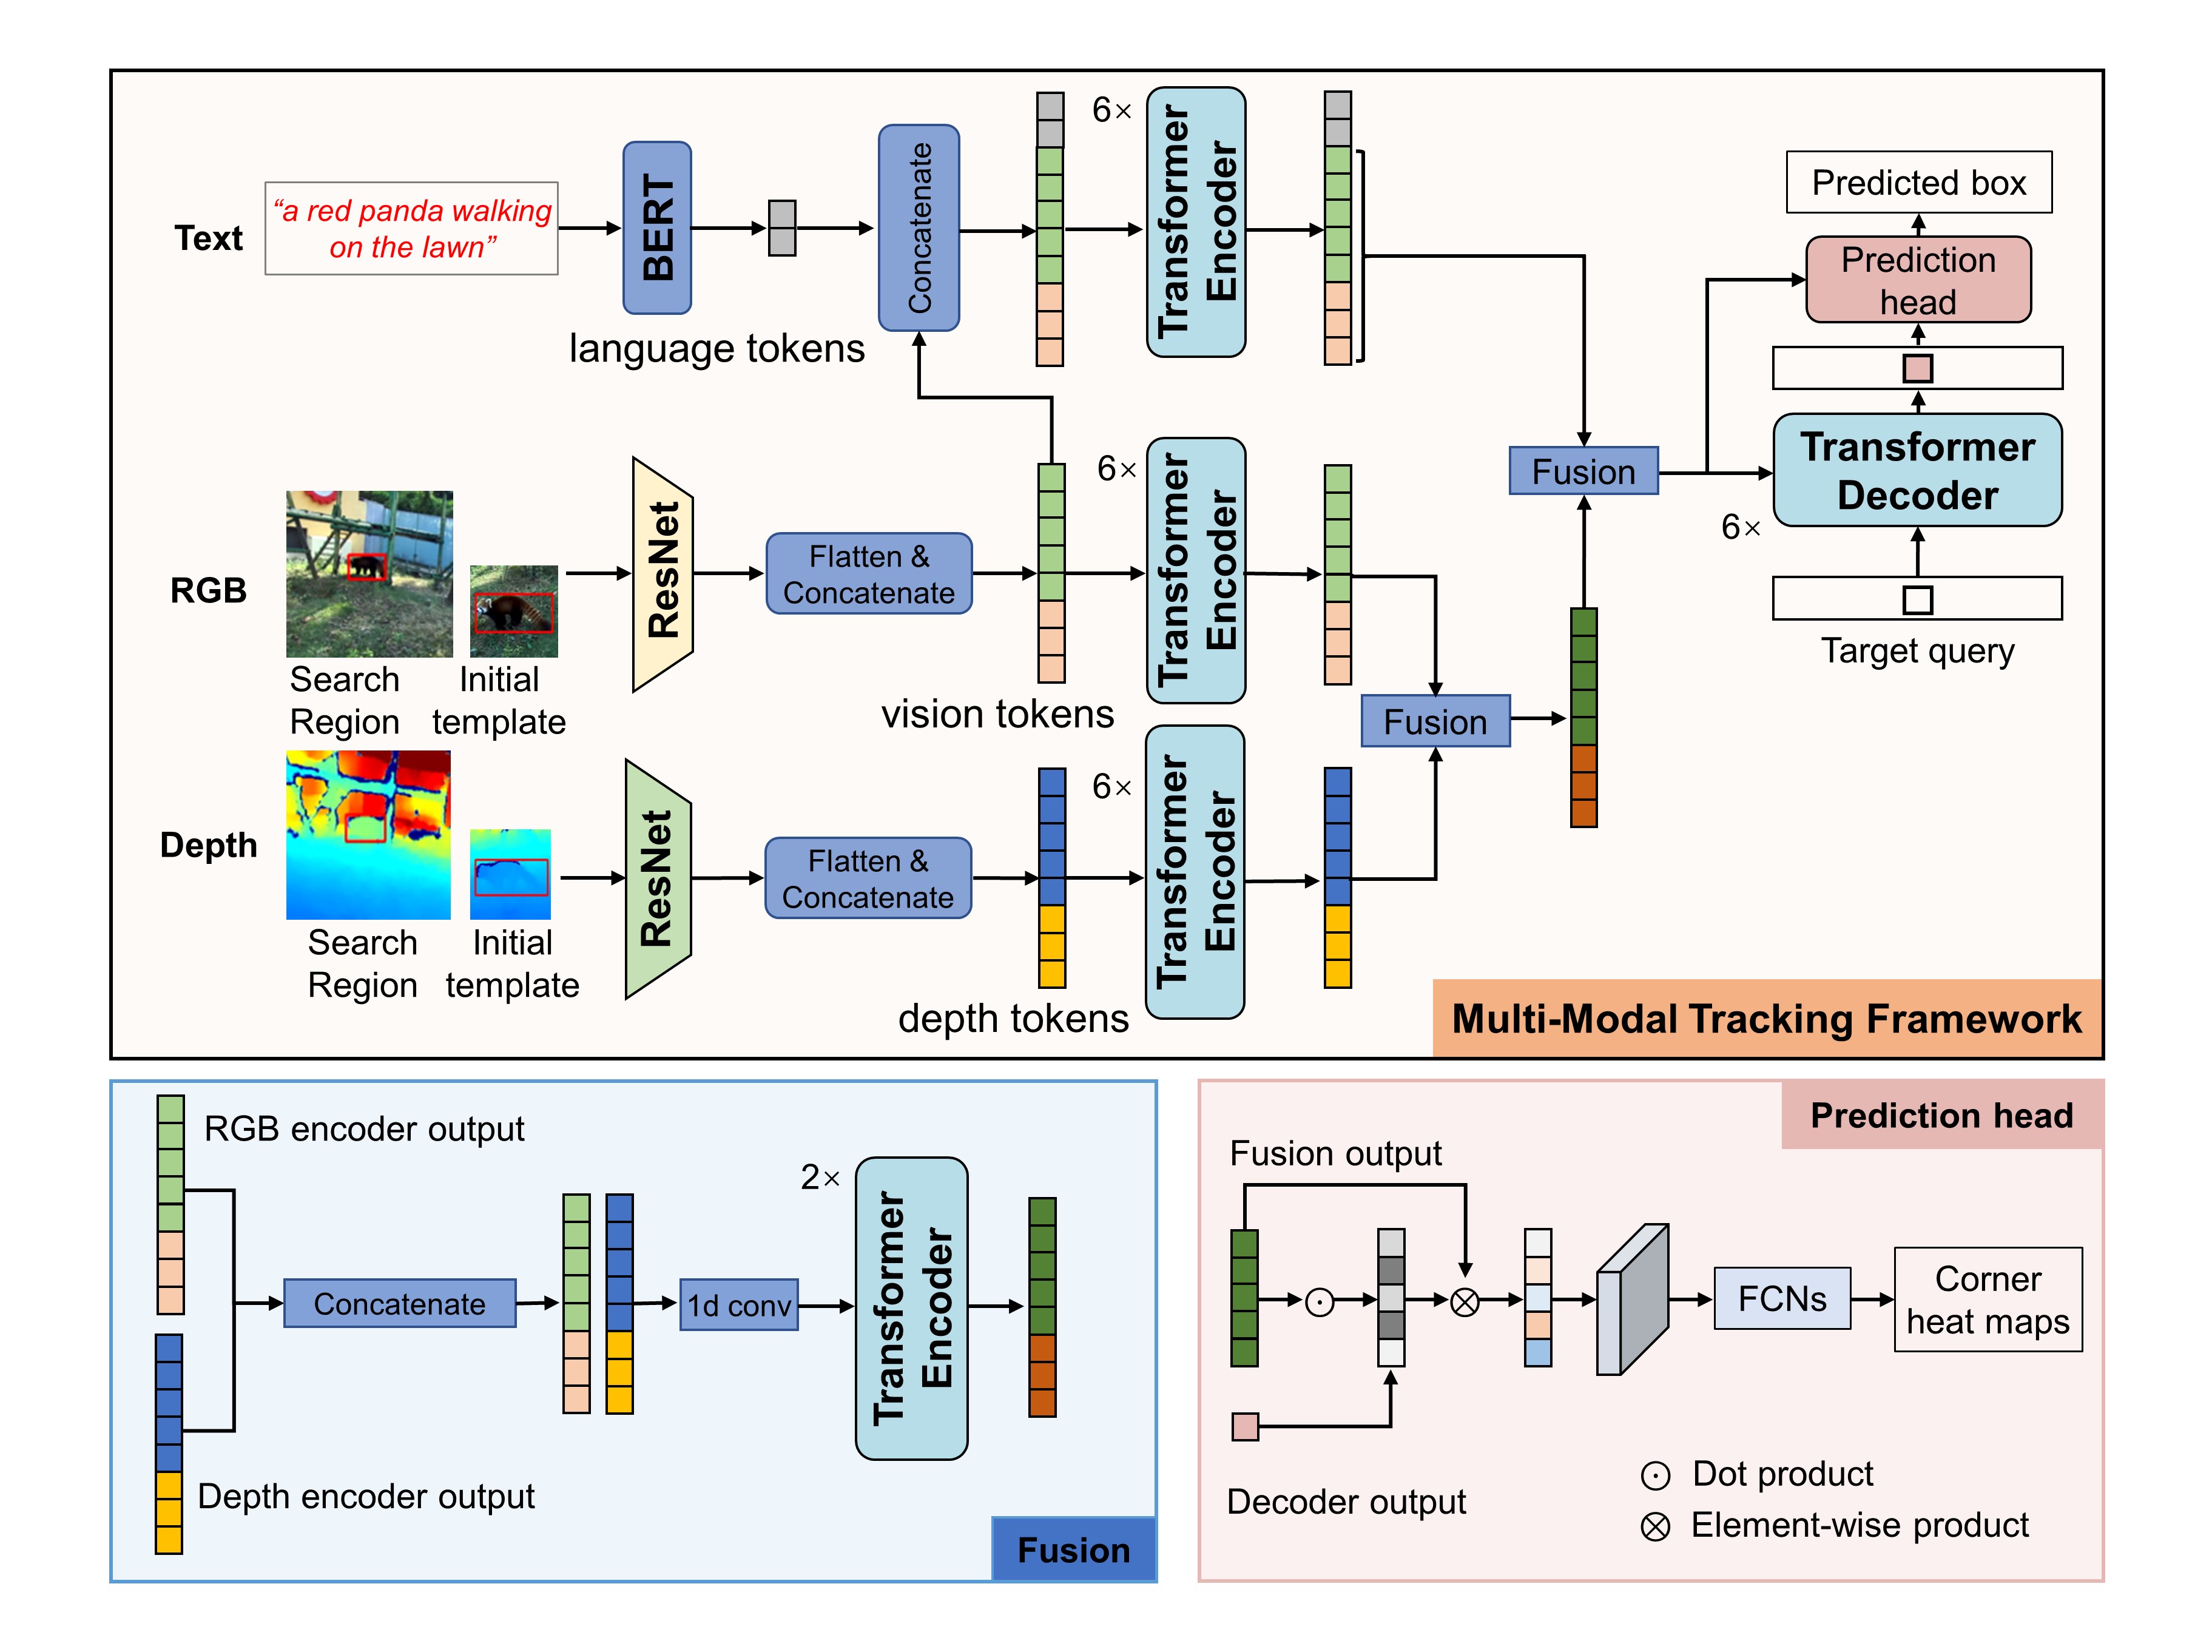 Text
“a red panda walking
on the lawn”
BERT
language tokens
Concatenate
6×
Transformer
Encoder
RGB
Search
Region
Initial
template
ResNet
Flatten &
Concatenate
vision tokens
6×
Transformer
Encoder
Depth
Search
Region
Initial
template
ResNet
Flatten &
Concatenate
depth tokens
6×
Transformer
Encoder
Fusion
Fusion
Predicted box
Prediction
head
Transformer
Decoder
6×
Target query
Multi-Modal Tracking Framework
RGB encoder output
Concatenate
1d conv
2×
Transformer
Encoder
Depth encoder output
Fusion
Prediction head
Fusion output
FCNs
Corner
heat maps
Decoder output
⊙ Dot product
⊗ Element-wise product